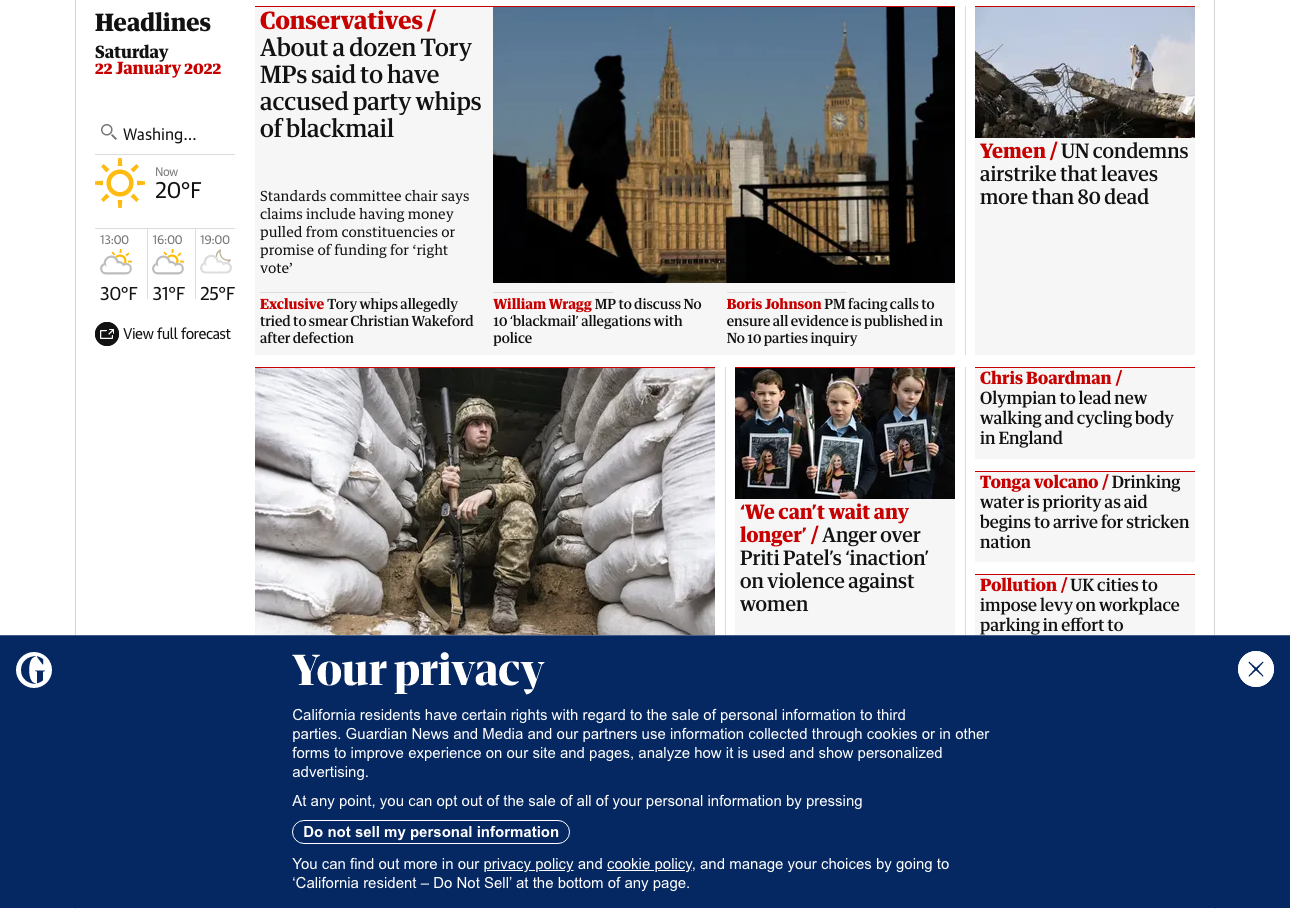 Headlines
Saturday
22 January 2022
Washing...
Now
20°F
13:00
16:00
19:00
30°F
31°F
25°F
View full forecast
Conservatives /
About a dozen Tory
MPs said to have
accused party whips
of blackmail
Standards committee chair says
claims include having money
pulled from constituencies or
promise of funding for ‘right
vote’
Exclusive Tory whips allegedly
tried to smear Christian Wakeford
after defection
William Wragg MP to discuss No
10 ‘blackmail’ allegations with
police
Boris Johnson PM facing calls to
ensure all evidence is published in
No 10 parties inquiry
Yemen / UN condemns
airstrike that leaves
more than 80 dead
‘We can’t wait any
longer’ / Anger over
Priti Patel’s ‘inaction’
on violence against
women
Chris Boardman /
Olympian to lead new
walking and cycling body
in England
Tonga volcano / Drinking
water is priority as aid
begins to arrive for stricken
nation
Pollution / UK cities to
impose levy on workplace
parking in effort to
Your privacy
California residents have certain rights with regard to the sale of personal information to third
parties. Guardian News and Media and our partners use information collected through cookies or in other
forms to improve experience on our site and pages, analyze how it is used and show personalized
advertising.
At any point, you can opt out of the sale of all of your personal information by pressing
Do not sell my personal information
You can find out more in our privacy policy and cookie policy, and manage your choices by going to
‘California resident – Do Not Sell’ at the bottom of any page.